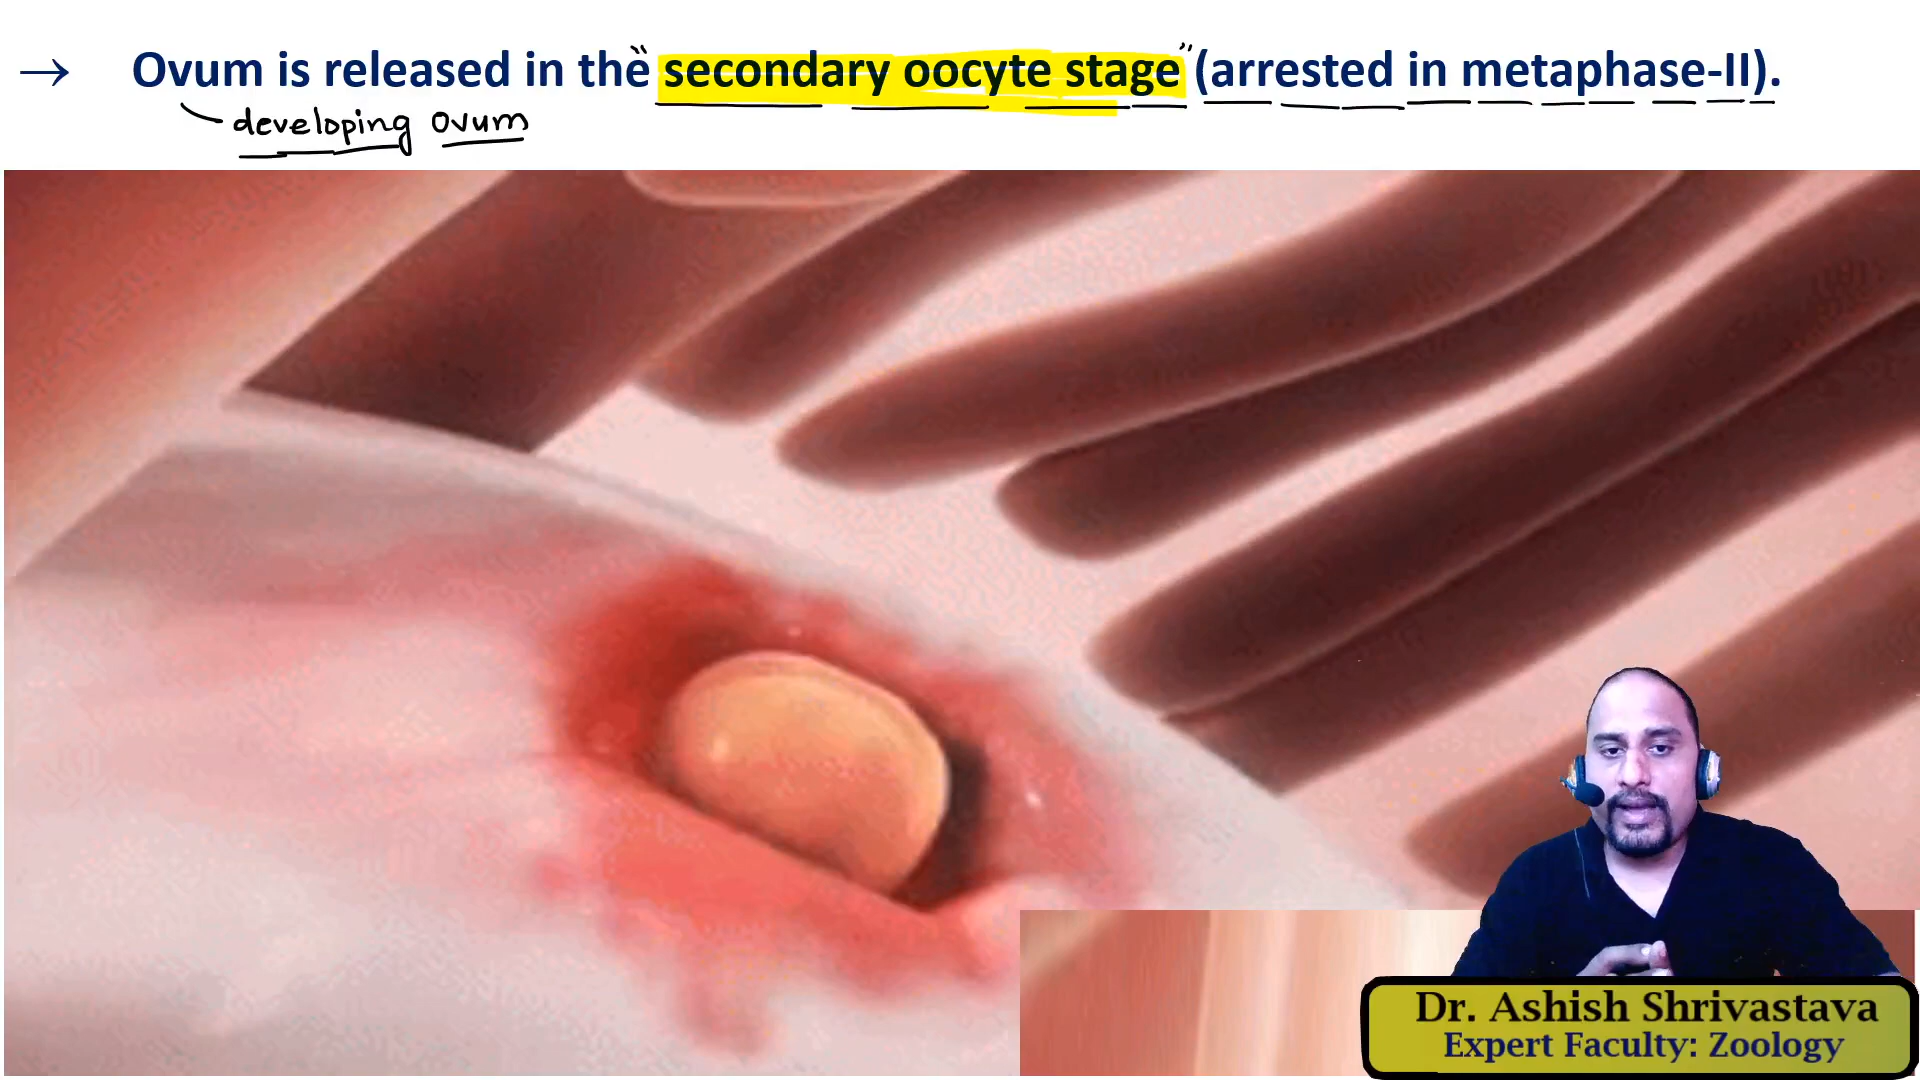 → Ovum is released in the “secondary oocyte stage” (arrested in metaphase-II).
developing ovum
Dr. Ashish Shrivastava
Expert Faculty: Zoology